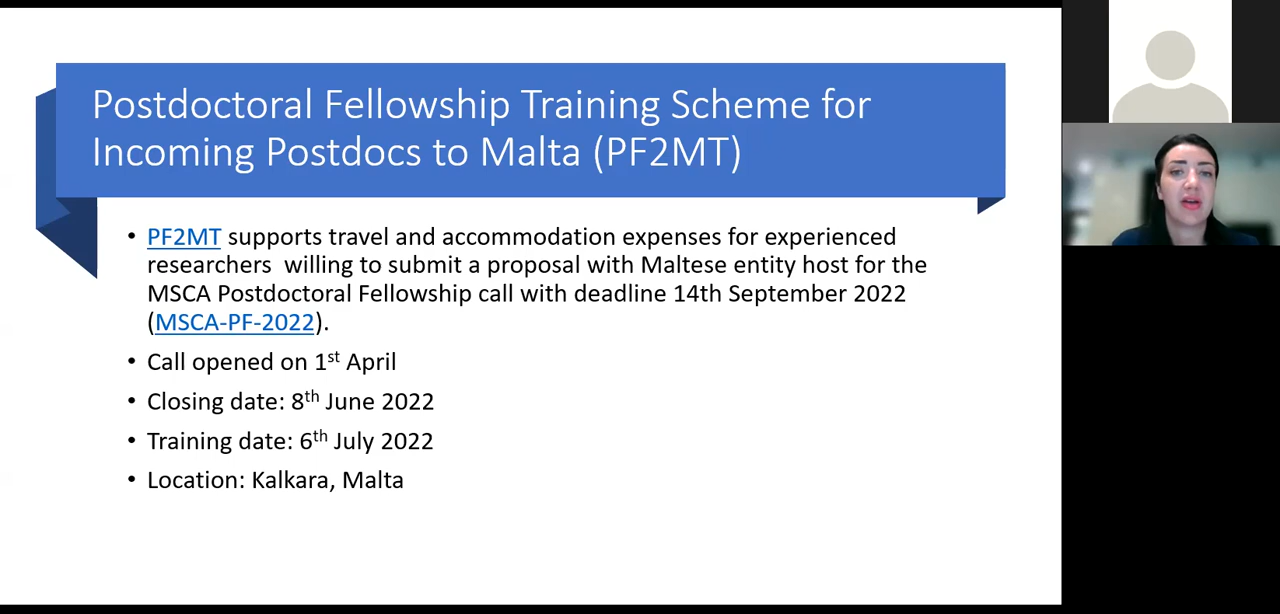 Postdoctoral Fellowship Training Scheme for
Incoming Postdocs to Malta (PF2MT)
• PF2MT supports travel and accommodation expenses for experienced
researchers  willing to submit a proposal with Maltese entity host for the
MSCA Postdoctoral Fellowship call with deadline 14th September 2022
(MSCA-PF-2022).
• Call opened on 1st April
• Closing date: 8th June 2022
• Training date: 6th July 2022
• Location: Kalkara, Malta